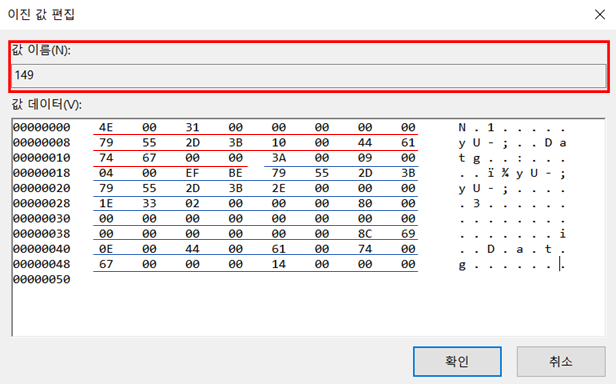 이진 값 편집
값 이름(N):
149
값 데이터(V):
00000000 4E 00 31 00 00 00 00 00 N . 1 . . . . .
00000008 79 55 2D 3B 10 00 44 61 y U - ; . . D a
00000010 74 67 00 00 3A 00 09 00 t g . . : . . .
00000018 04 00 EF BE 79 55 2D 3B . . ï ¾ y U - ;
00000020 79 55 2D 3B 2E 00 00 00 y U - ; . . . .
00000028 1E 33 02 00 00 00 80 00 . 3 . . . . . .
00000030 00 00 00 00 00 00 00 00 . . . . . . . .
00000038 00 00 00 00 00 00 8C 69 . . . . . . . i
00000040 0E 00 44 00 61 00 74 00 . . D . a . t .
00000048 67 00 00 00 14 00 00 00 g . . . . . . .
00000050
확인
취소